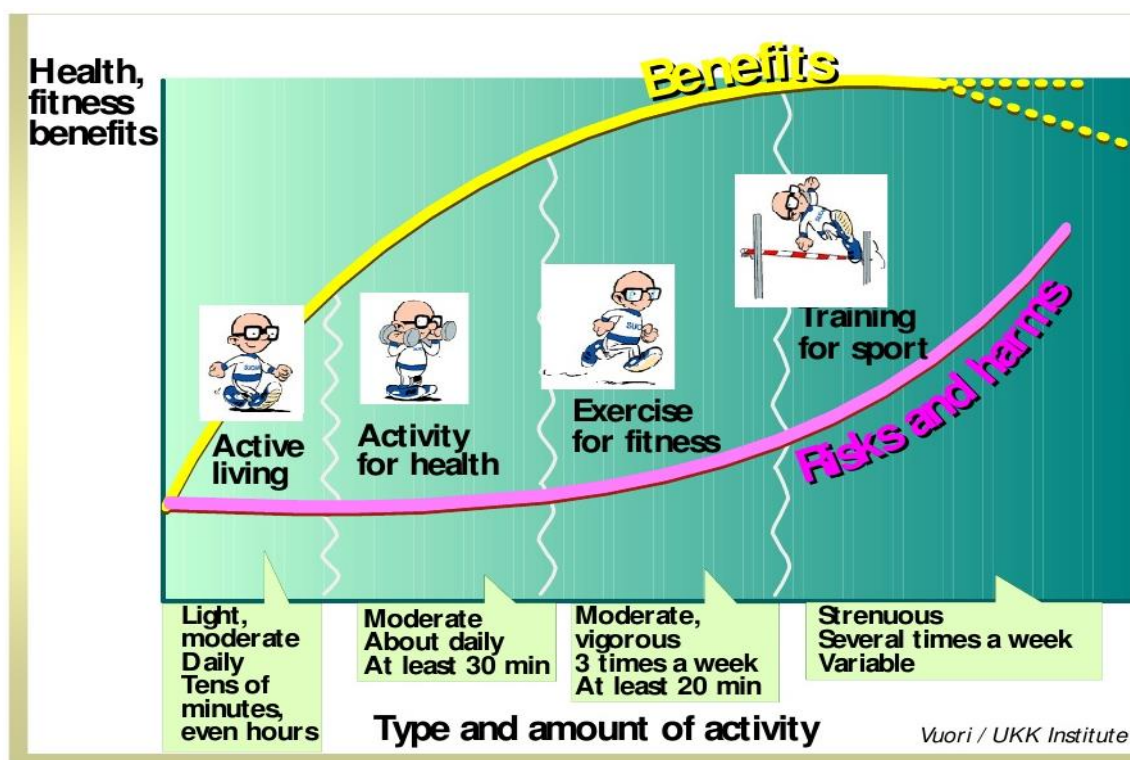 Health,
fitness
benefits
Benefits
Active
living
Activity
for health
SUCIA
Exercise
for fitness
Training
for sport
Risks and harms
Light,
moderate
Daily
Tens of
minutes,
even hours
Moderate
About daily
At least 30 min
Moderate,
vigorous
3 times a week
At least 20 min
Strenuous
Several times a week
Variable
Type and amount of activity
Vuori / UKK Institute